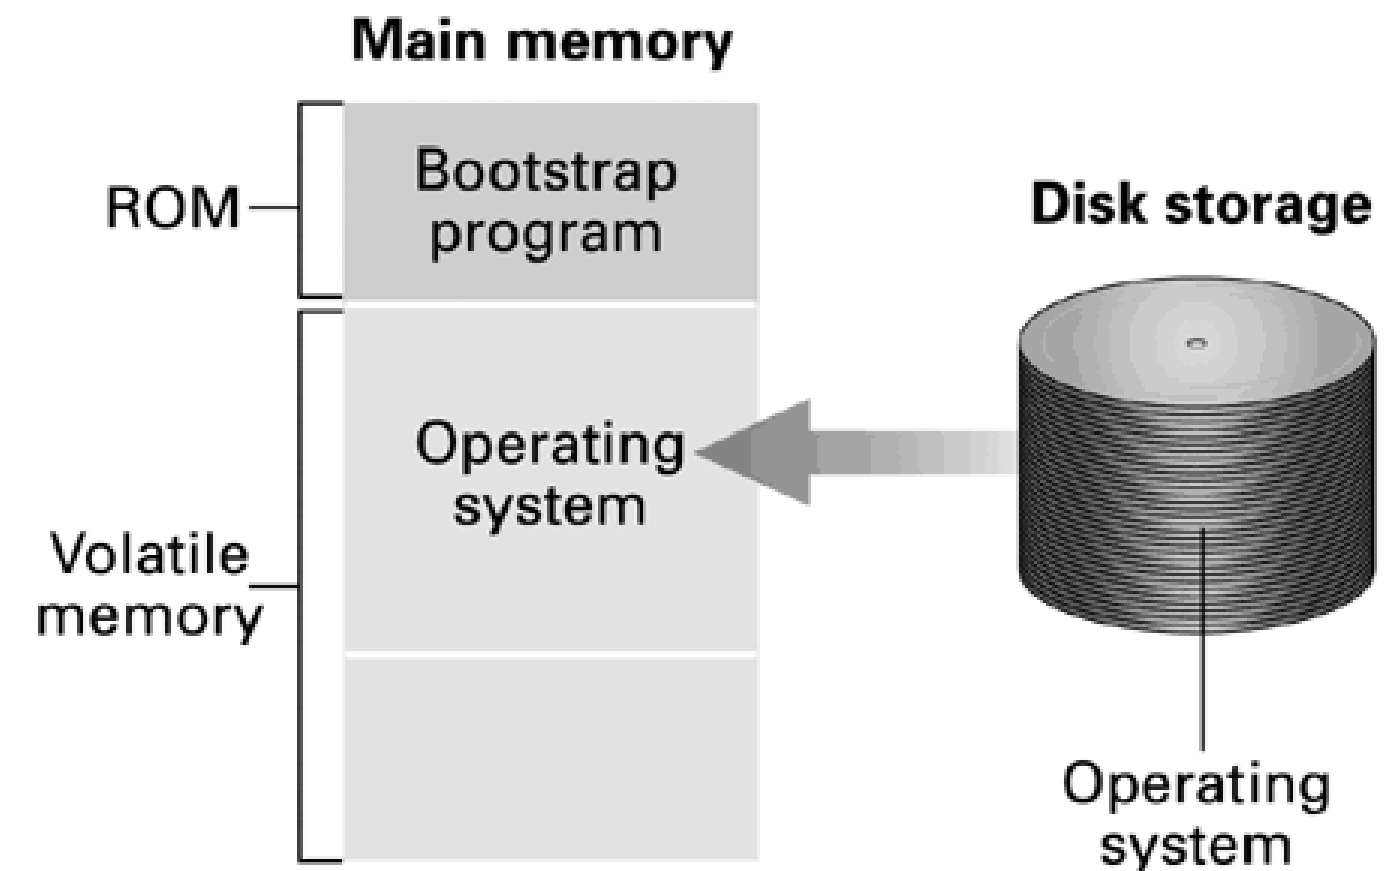 Main memory
ROM
Bootstrap
program
Disk storage
Operating
system
Volatile
memory
Operating
system